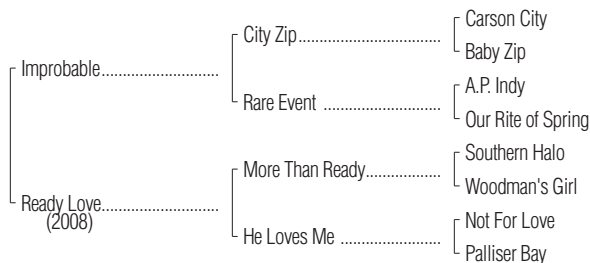 Carson City
City Zip
Baby Zip
Improbable
A.P. Indy
Rare Event
Our Rite of Spring
Southern Halo
More Than Ready
Woodman's Girl
Ready Love
(2008)
Not For Love
He Loves Me
Palliser Bay